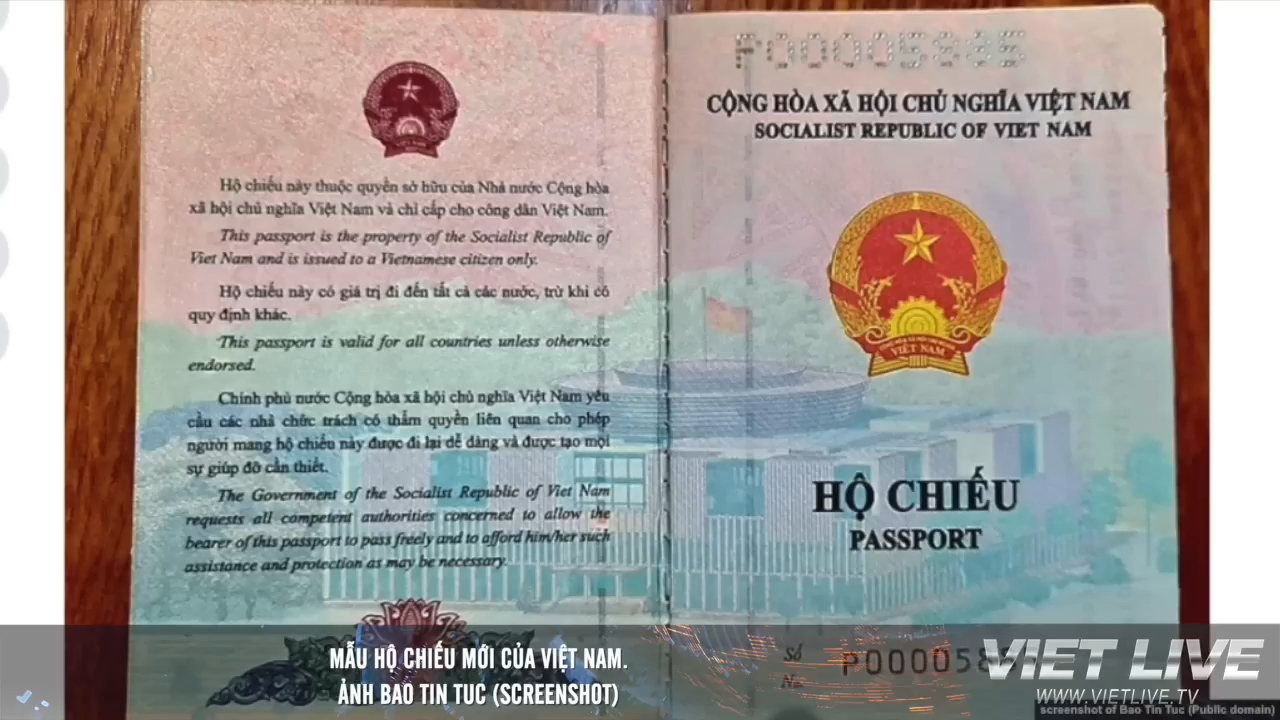 Hộ chiếu này thuộc quyền sở hữu của Nhà nước Cộng hòa
xã hội chủ nghĩa Việt Nam và chỉ cấp cho công dân Việt Nam.
This passport is the property of the Socialist Republic of
Viet Nam and is issued to a Vietnamese citizen only.
Hộ chiếu này có giá trị đi đến tất cả các nước, trừ khi có
quy định khác.
This passport is valid for all countries unless otherwise
endorsed.
Chính phủ nước Cộng hòa xã hội chủ nghĩa Việt Nam yêu
cầu các nhà chức trách có thẩm quyền liên quan cho phép
người mang hộ chiếu này được đi lại dễ dàng và được tạo mọi
sự giúp đỡ cần thiết.
The Government of the Socialist Republic of Viet Nam
requests all competent authorities concerned to allow the
bearer of this passport to pass freely and to afford him/her such
assistance and protection as may be necessary.
P00005885
CỘNG HÒA XÃ HỘI CHỦ NGHĨA VIỆT NAM
SOCIALIST REPUBLIC OF VIET NAM
VIỆT NAM
HỘ CHIẾU
PASSPORT
Số
No
MẪU HỘ CHIẾU MỚI CỦA VIỆT NAM.
ẢNH BAO TIN TUC (SCREENSHOT)
VIET LIVE
WWW.VIETLIVE.TV
screenshot of Bao Tin Tuc (Public domain)